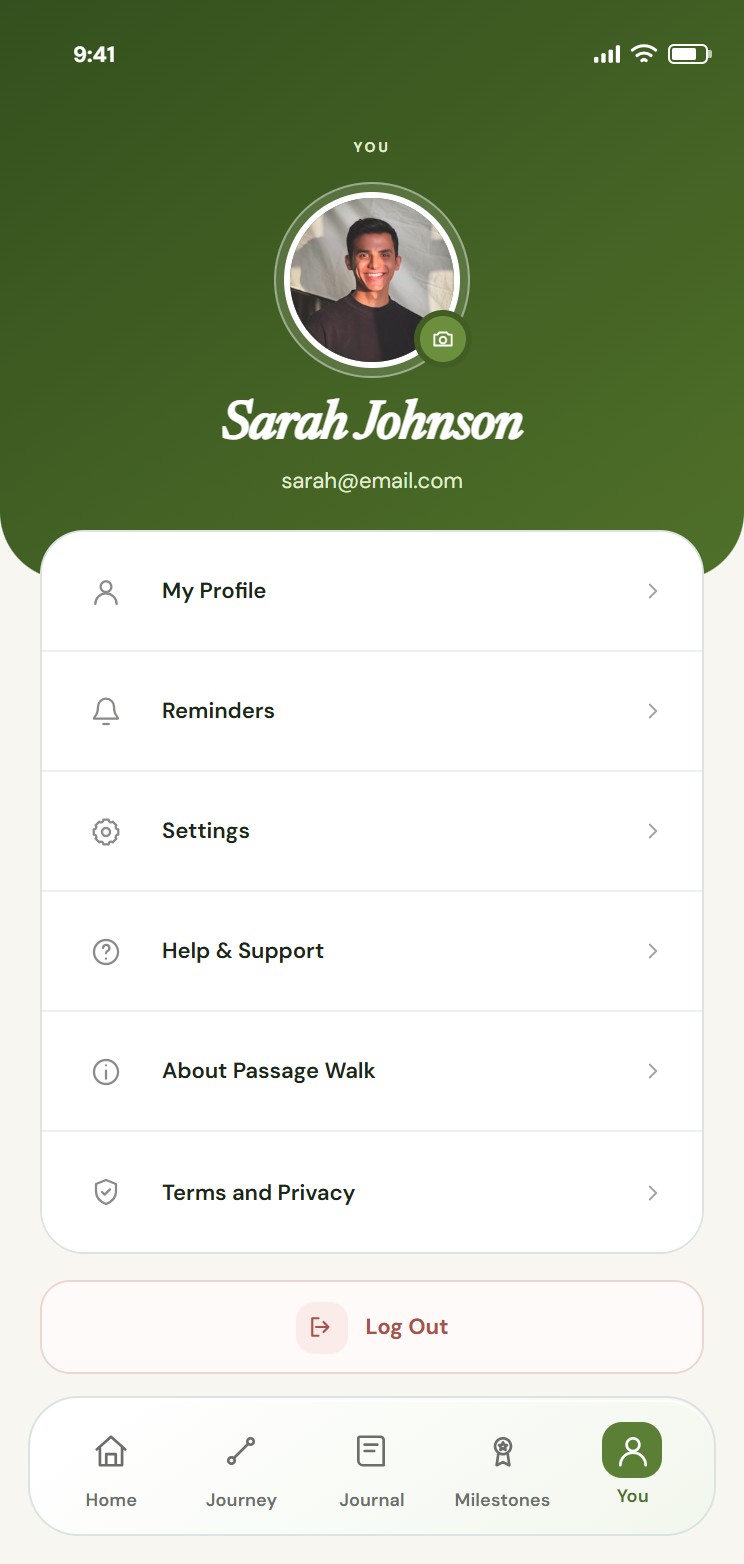 9:41
YOU
Sarah Johnson
sarah@email.com
My Profile
Reminders
Settings
Help & Support
About Passage Walk
Terms and Privacy
Log Out
Home
Journey
Journal
Milestones
You